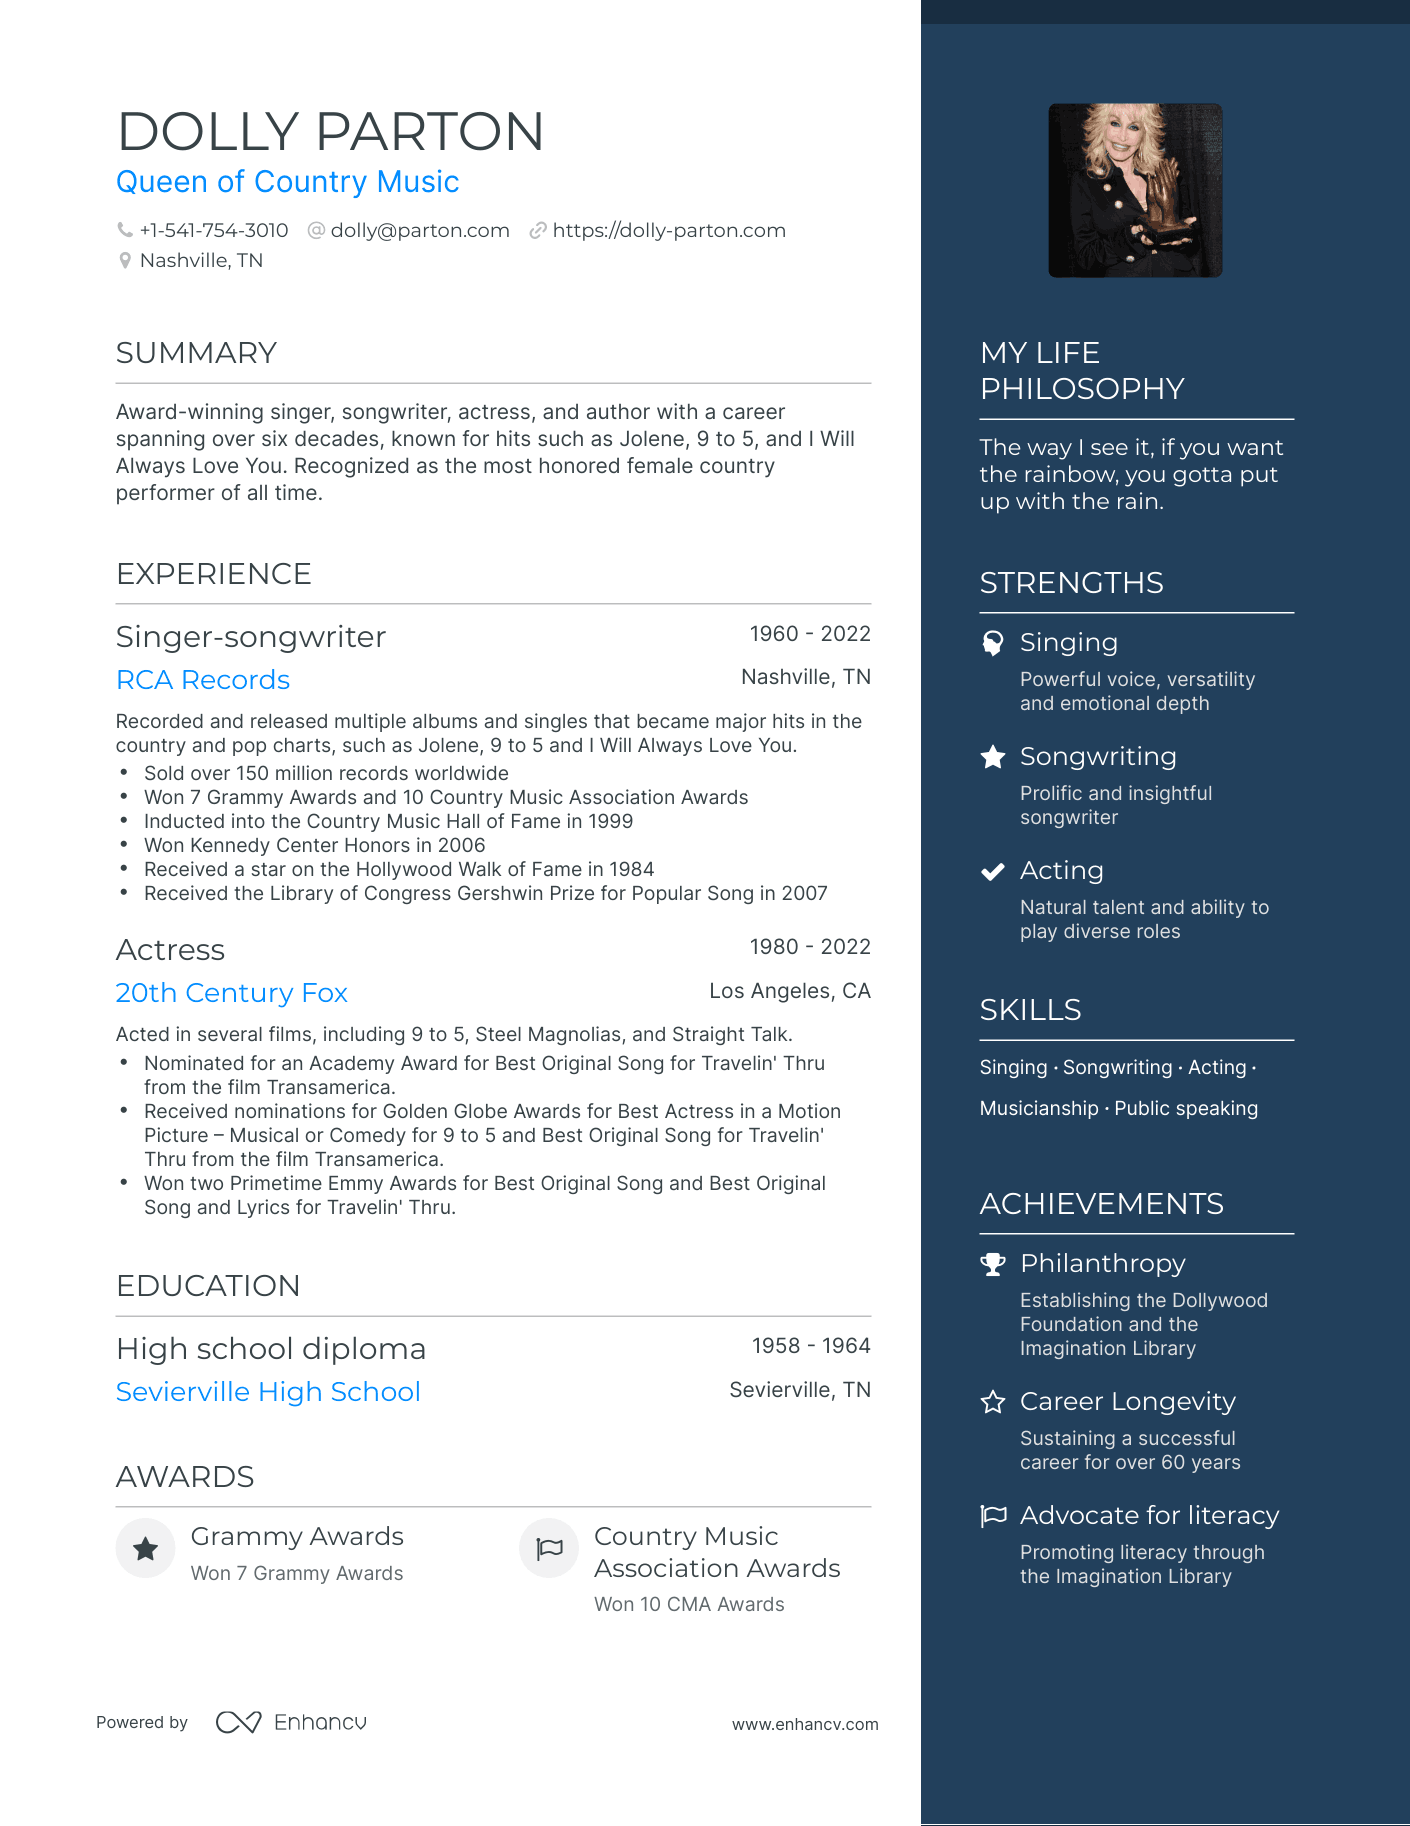 DOLLY PARTON
Queen of Country Music
+1-541-754-3010 dolly@parton.com https://dolly-parton.com
Nashville, TN
SUMMARY
Award-winning singer, songwriter, actress, and author with a career
spanning over six decades, known for hits such as Jolene, 9 to 5, and I Will
Always Love You. Recognized as the most honored female country
performer of all time.
EXPERIENCE
Singer-songwriter 1960 - 2022
RCA Records Nashville, TN
Recorded and released multiple albums and singles that became major hits in the
country and pop charts, such as Jolene, 9 to 5 and I Will Always Love You.
• Sold over 150 million records worldwide
• Won 7 Grammy Awards and 10 Country Music Association Awards
• Inducted into the Country Music Hall of Fame in 1999
• Won Kennedy Center Honors in 2006
• Received a star on the Hollywood Walk of Fame in 1984
• Received the Library of Congress Gershwin Prize for Popular Song in 2007
Actress 1980 - 2022
20th Century Fox Los Angeles, CA
Acted in several films, including 9 to 5, Steel Magnolias, and Straight Talk.
• Nominated for an Academy Award for Best Original Song for Travelin' Thru
from the film Transamerica.
• Received nominations for Golden Globe Awards for Best Actress in a Motion
Picture – Musical or Comedy for 9 to 5 and Best Original Song for Travelin'
Thru from the film Transamerica.
• Won two Primetime Emmy Awards for Best Original Song and Best Original
Song and Lyrics for Travelin' Thru.
EDUCATION
High school diploma 1958 - 1964
Sevierville High School Sevierville, TN
AWARDS
Grammy Awards
Won 7 Grammy Awards
Country Music
Association Awards
Won 10 CMA Awards
Powered by Enhancv
www.enhancv.com
MY LIFE
PHILOSOPHY
The way I see it, if you want
the rainbow, you gotta put
up with the rain.
STRENGTHS
Singing
Powerful voice, versatility
and emotional depth
Songwriting
Prolific and insightful
songwriter
Acting
Natural talent and ability to
play diverse roles
SKILLS
Singing · Songwriting · Acting ·
Musicianship · Public speaking
ACHIEVEMENTS
Philanthropy
Establishing the Dollywood
Foundation and the
Imagination Library
Career Longevity
Sustaining a successful
career for over 60 years
Advocate for literacy
Promoting literacy through
the Imagination Library